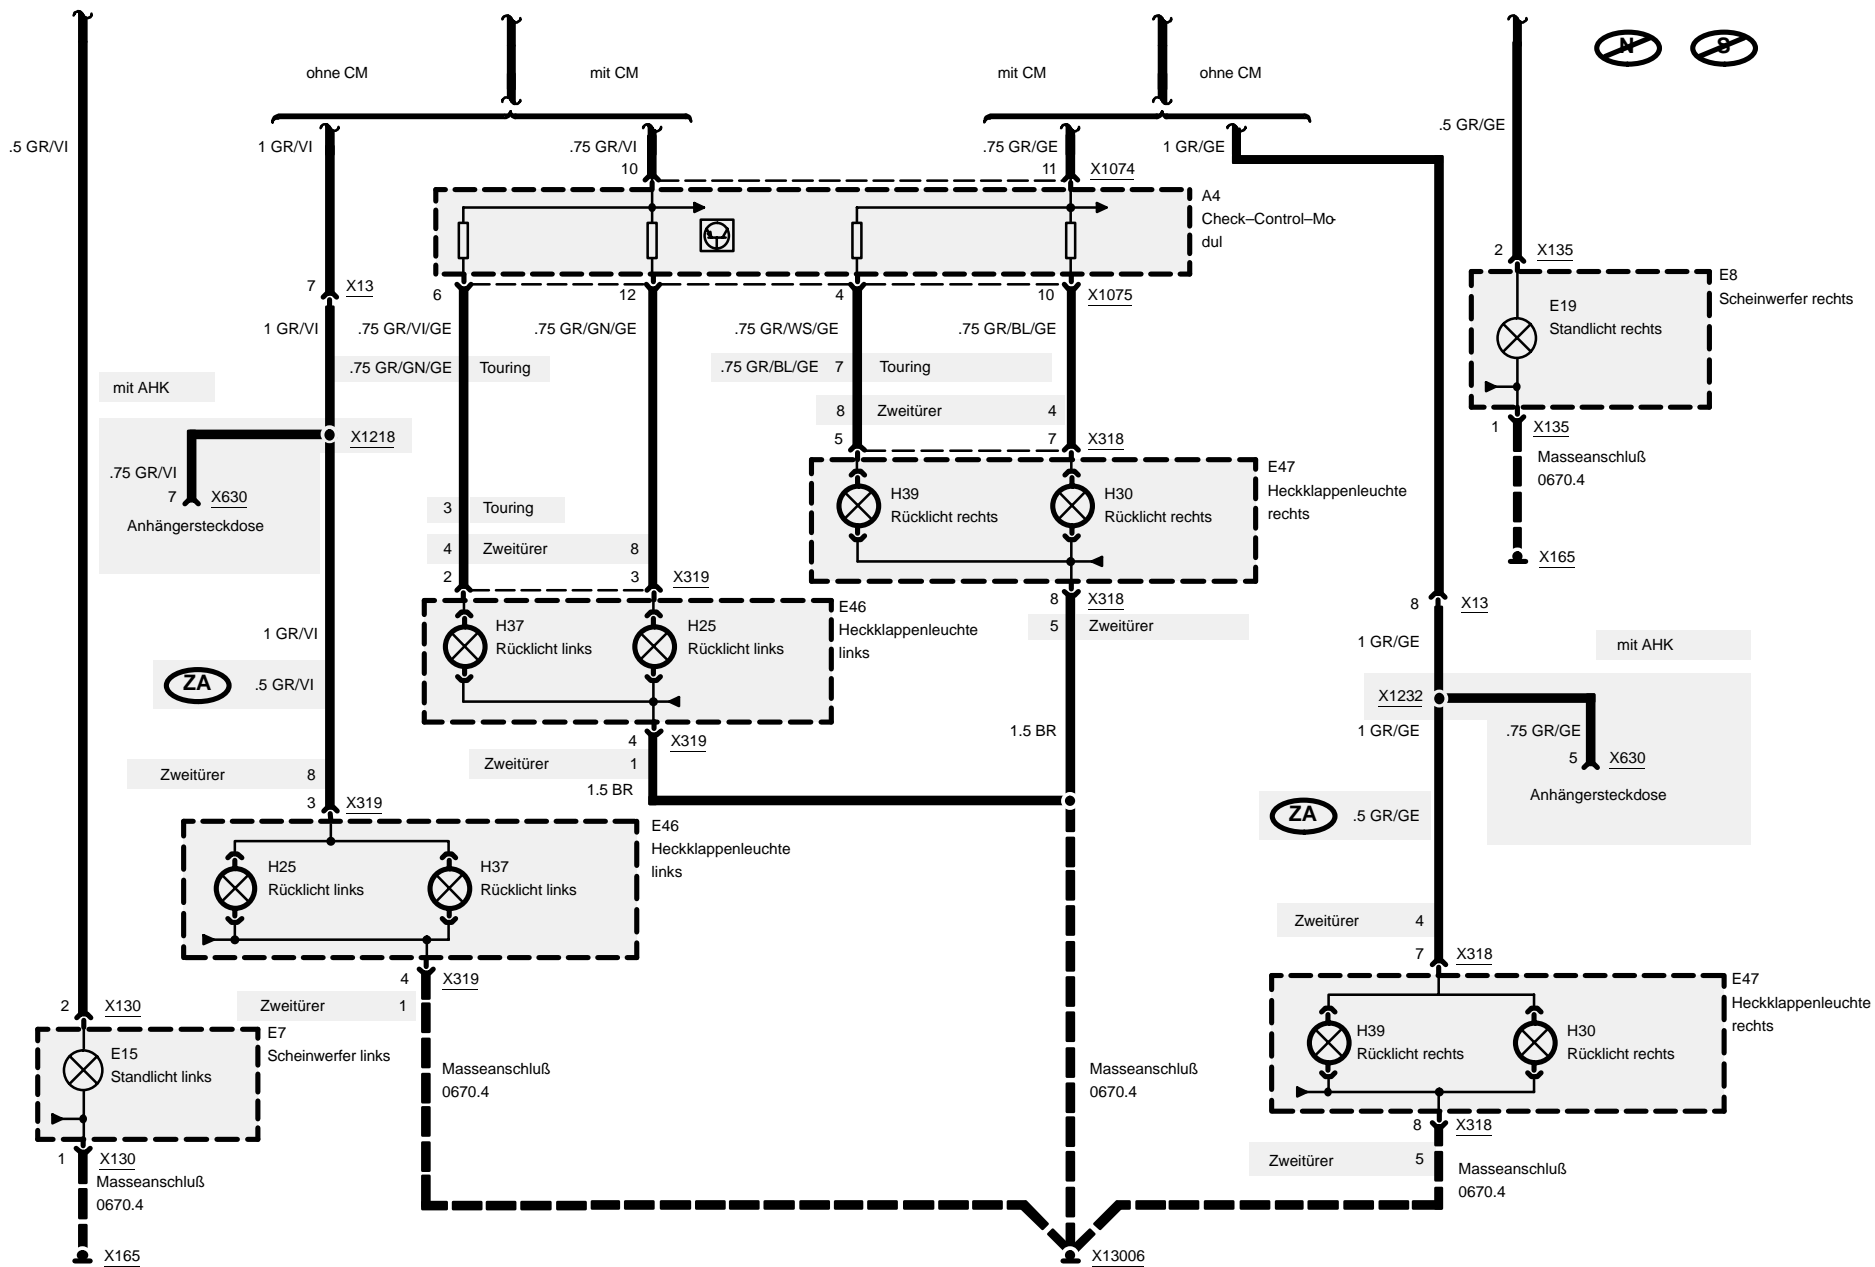 ohne CM
mit CM
mit CM
ohne CM
N
S
.5 GR/VI
1 GR/VI
.75 GR/VI
.75 GR/GE
1 GR/GE
.5 GR/GE
10
11
X1074
A4
Check–Control–Mo-
dul
2
X135
E8
Scheinwerfer rechts
E19
Standlicht rechts
1
X135
Masseanschluß
0670.4
X165
7
X13
6
12
4
10
X1075
1 GR/VI
.75 GR/VI/GE
.75 GR/GN/GE
.75 GR/WS/GE
.75 GR/BL/GE
.75 GR/GN/GE
Touring
.75 GR/BL/GE
7
Touring
mit AHK
8
Zweitürer
4
X1218
5
7
X318
.75 GR/VI
7
X630
Anhängersteckdose
E47
Heckklappenleuchte
rechts
H39
Rücklicht rechts
H30
Rücklicht rechts
3
Touring
4
Zweitürer
8
2
3
X319
8
X318
5
Zweitürer
E46
Heckklappenleuchte
links
H37
Rücklicht links
H25
Rücklicht links
8
X13
1 GR/VI
1 GR/GE
mit AHK
ZA
.5 GR/VI
X1232
1 GR/GE
.75 GR/GE
5
X630
Anhängersteckdose
1.5 BR
4
X319
Zweitürer
1
1.5 BR
Zweitürer
8
3
X319
ZA
.5 GR/GE
E46
Heckklappenleuchte
links
H25
Rücklicht links
H37
Rücklicht links
Zweitürer
4
7
X318
4
X319
Zweitürer
1
2
X130
E7
Scheinwerfer links
E15
Standlicht links
E47
Heckklappenleuchte
rechts
H39
Rücklicht rechts
H30
Rücklicht rechts
Masseanschluß
0670.4
Masseanschluß
0670.4
8
X318
Zweitürer
5
1
X130
Masseanschluß
0670.4
Masseanschluß
0670.4
X165
X13006